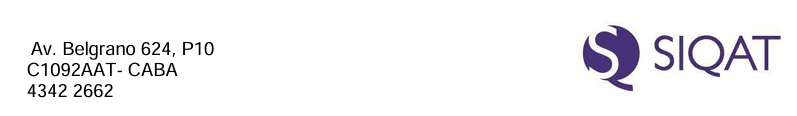 Av. Belgrano 624, P10
C1092AAT- CABA
4342 2662
SIQAT